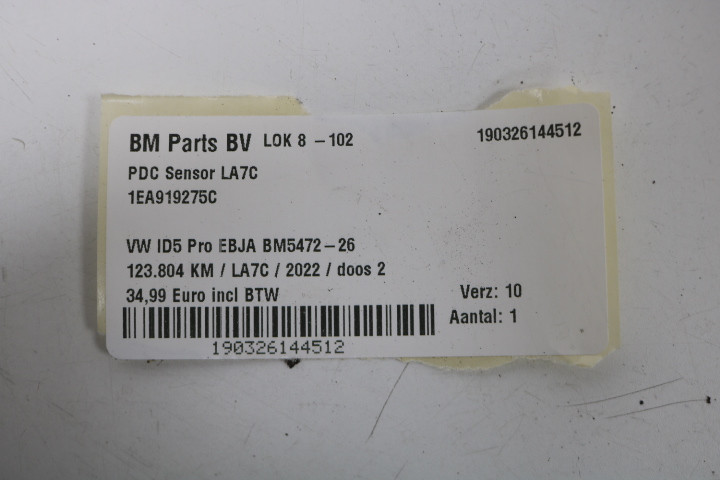 BM Parts BV LOK 8 - 102 190326144512
PDC Sensor LA7C
1EA919275C
VW ID5 Pro EBJA BM5472-26
123.804 KM / LA7C / 2022 / doos 2
34,99 Euro incl BTW Verz: 10
Aantal: 1
190326144512